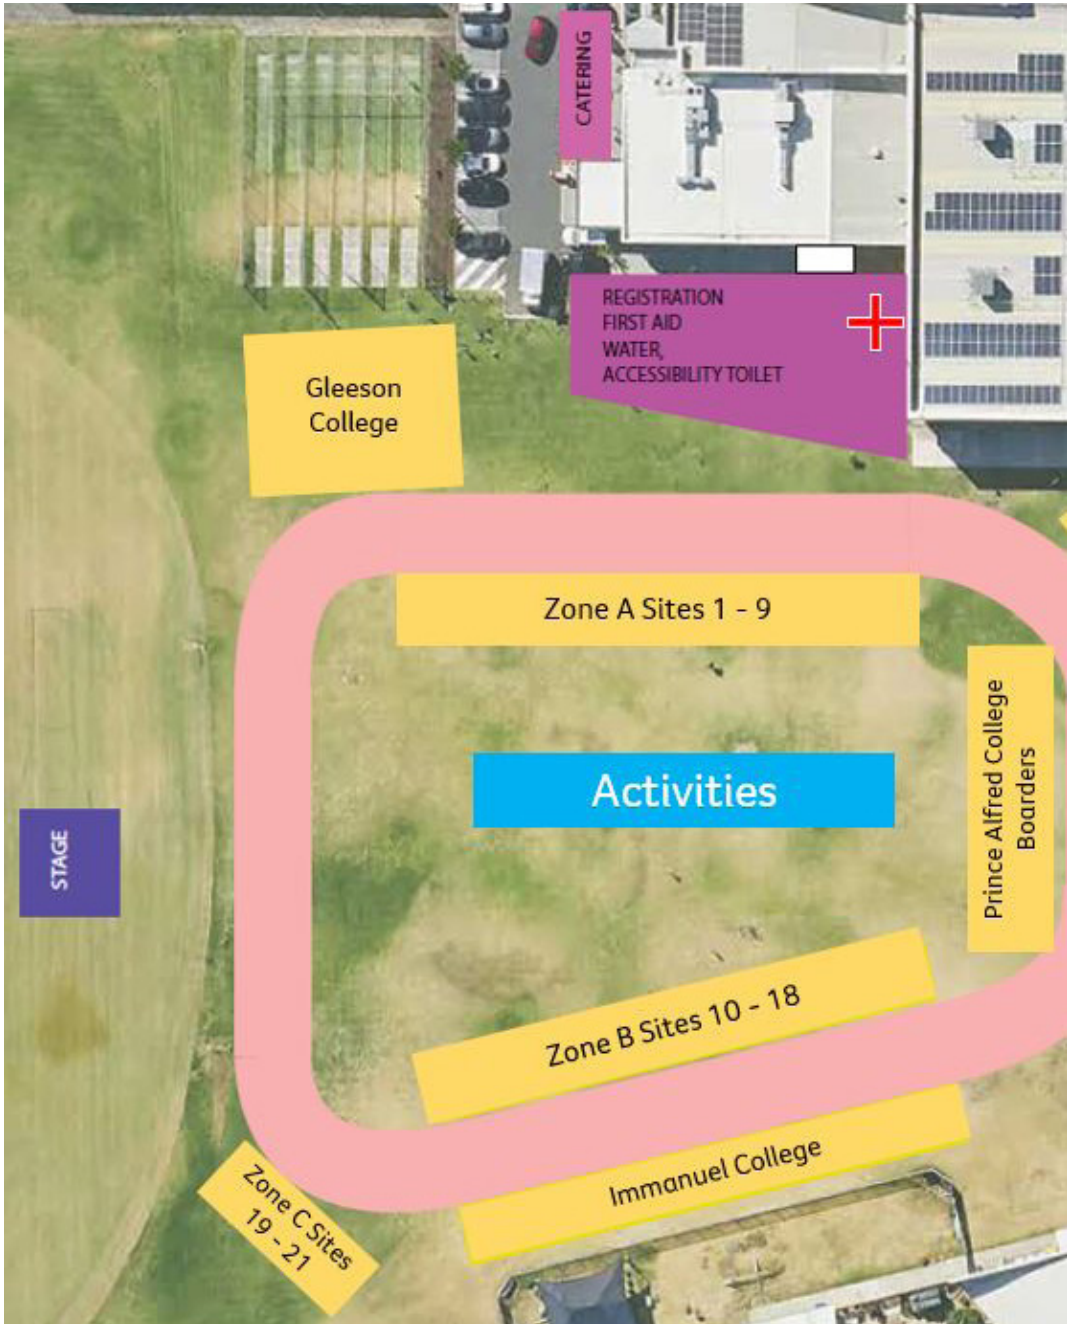 CATERING
REGISTRATION
FIRST AID
WATER,
ACCESSIBILITY TOILET
Gleeson
College
Zone A Sites 1 - 9
Prince Alfred College
Boarders
Activities
STAGE
Zone B Sites 10 - 18
Immanuel College
Zone C Sites
19 - 21